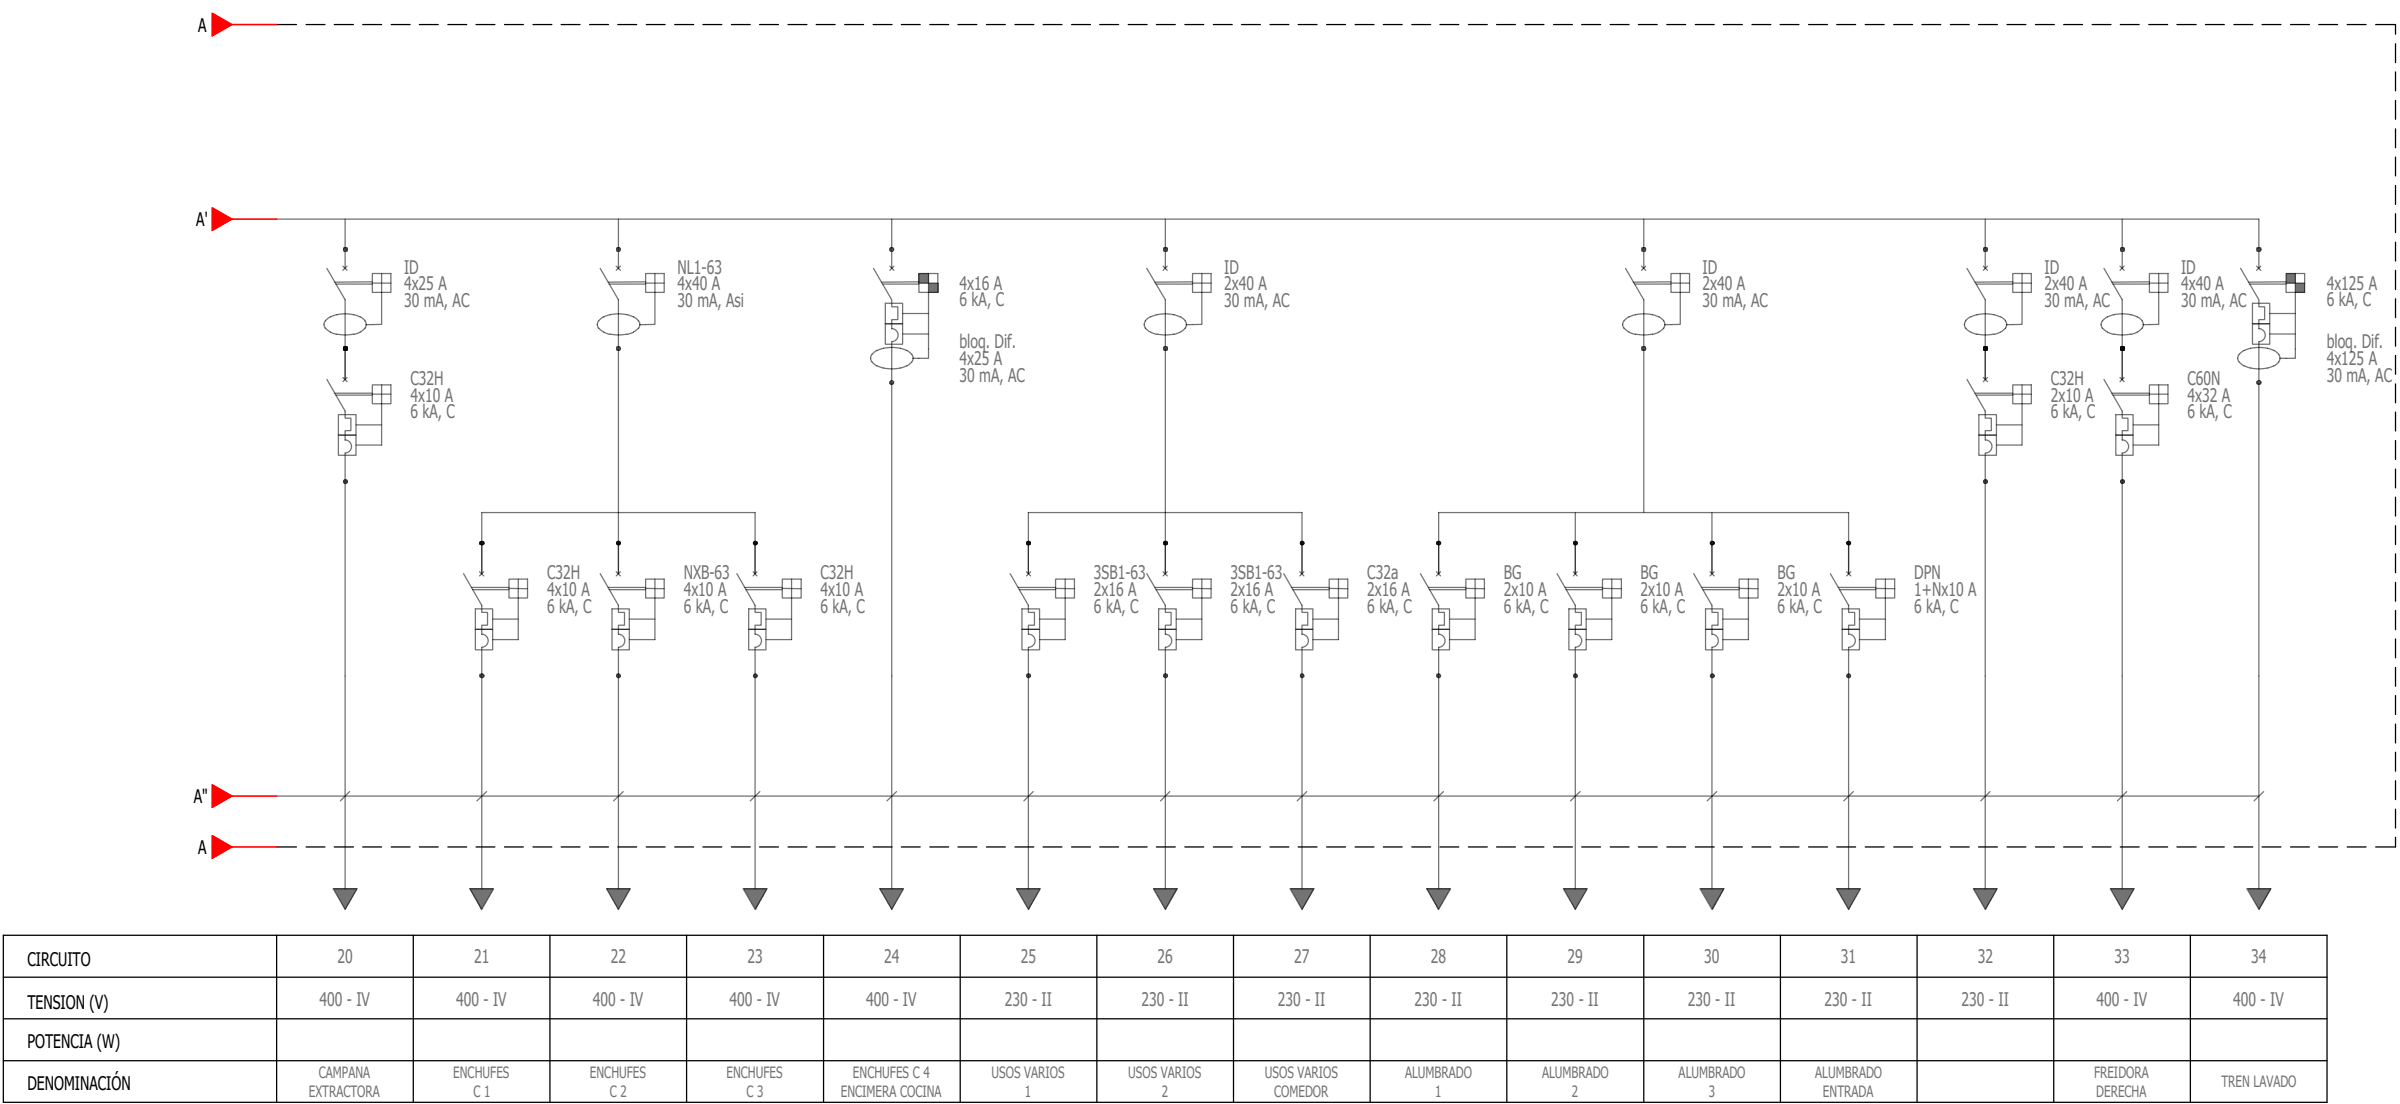 A
A'
ID
4x25 A
30 mA, AC
NL1-63
4x40 A
30 mA, Asi
4x16 A
6 kA, C
bloq. Dif.
4x25 A
30 mA, AC
ID
2x40 A
30 mA, AC
ID
2x40 A
30 mA, AC
ID
2x40 A
30 mA, AC
ID
4x40 A
30 mA, AC
4x125 A
6 kA, C
bloq. Dif.
4x125 A
30 mA, AC
C32H
4x10 A
6 kA, C
C32H
2x10 A
6 kA, C
C60N
4x32 A
6 kA, C
C32H
4x10 A
6 kA, C
NXB-63
4x10 A
6 kA, C
C32H
4x10 A
6 kA, C
3SB1-63
2x16 A
6 kA, C
3SB1-63
2x16 A
6 kA, C
C32a
2x16 A
6 kA, C
BG
2x10 A
6 kA, C
BG
2x10 A
6 kA, C
BG
2x10 A
6 kA, C
DPN
1+Nx10 A
6 kA, C
A"
A
CIRCUITO 20 21 22 23 24 25 26 27 28 29 30 31 32 33 34
TENSION (V) 400 - IV 400 - IV 400 - IV 400 - IV 400 - IV 230 - II 230 - II 230 - II 230 - II 230 - II 230 - II 230 - II 230 - II 400 - IV 400 - IV
POTENCIA (W)
DENOMINACIÓN
CAMPANA
EXTRACTORA
ENCHUFES
C 1
ENCHUFES
C 2
ENCHUFES
C 3
ENCHUFES C 4
ENCIMERA COCINA
USOS VARIOS
1
USOS VARIOS
2
USOS VARIOS
COMEDOR
ALUMBRADO
1
ALUMBRADO
2
ALUMBRADO
3
ALUMBRADO
ENTRADA
FREIDORA
DERECHA
TREN LAVADO